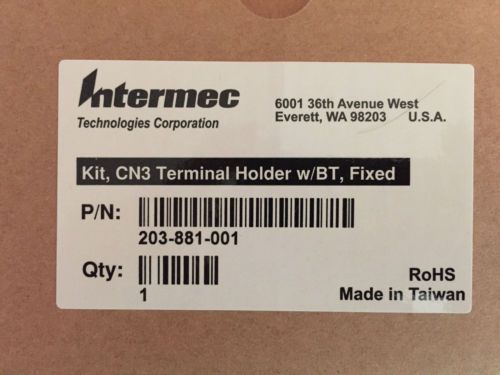 Intermec
Technologies Corporation
6001 36th Avenue West
Everett, WA 98203 U.S.A.
Kit, CN3 Terminal Holder w/BT, Fixed
P/N:
203-881-001
Qty:
1
RoHS
Made in Taiwan